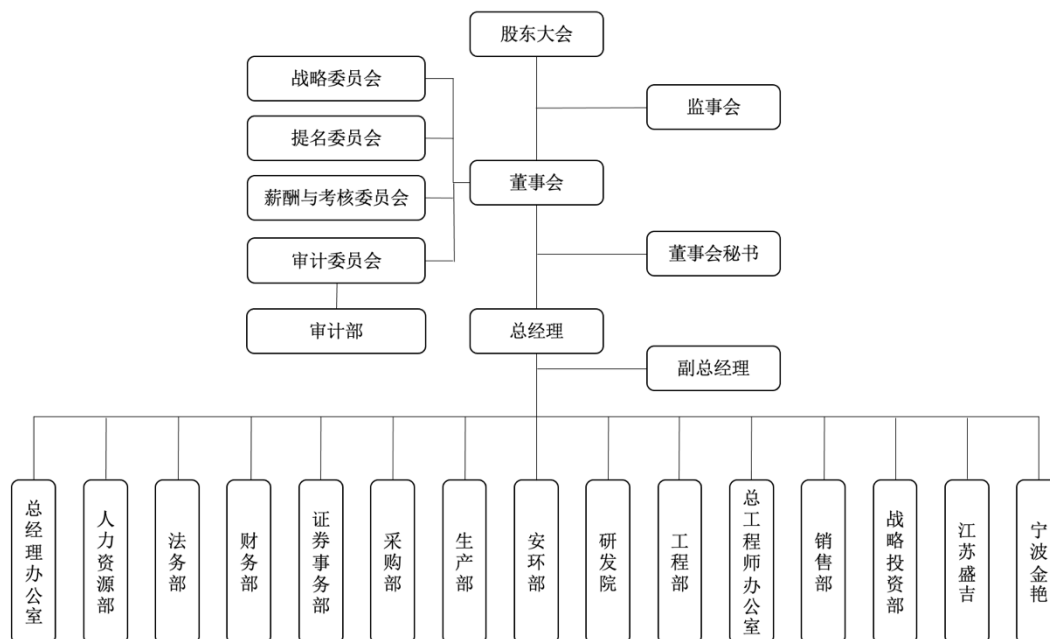 股东大会
战略委员会
监事会
提名委员会
董事会
薪酬与考核委员会
董事会秘书
审计委员会
审计部
总经理
副总经理
总经理办公室
人力资源部
法务部
财务部
证券事务部
采购部
生产部
安环部
研发院
工程部
总工程师办公室
销售部
战略投资部
江苏盛吉
宁波金艳